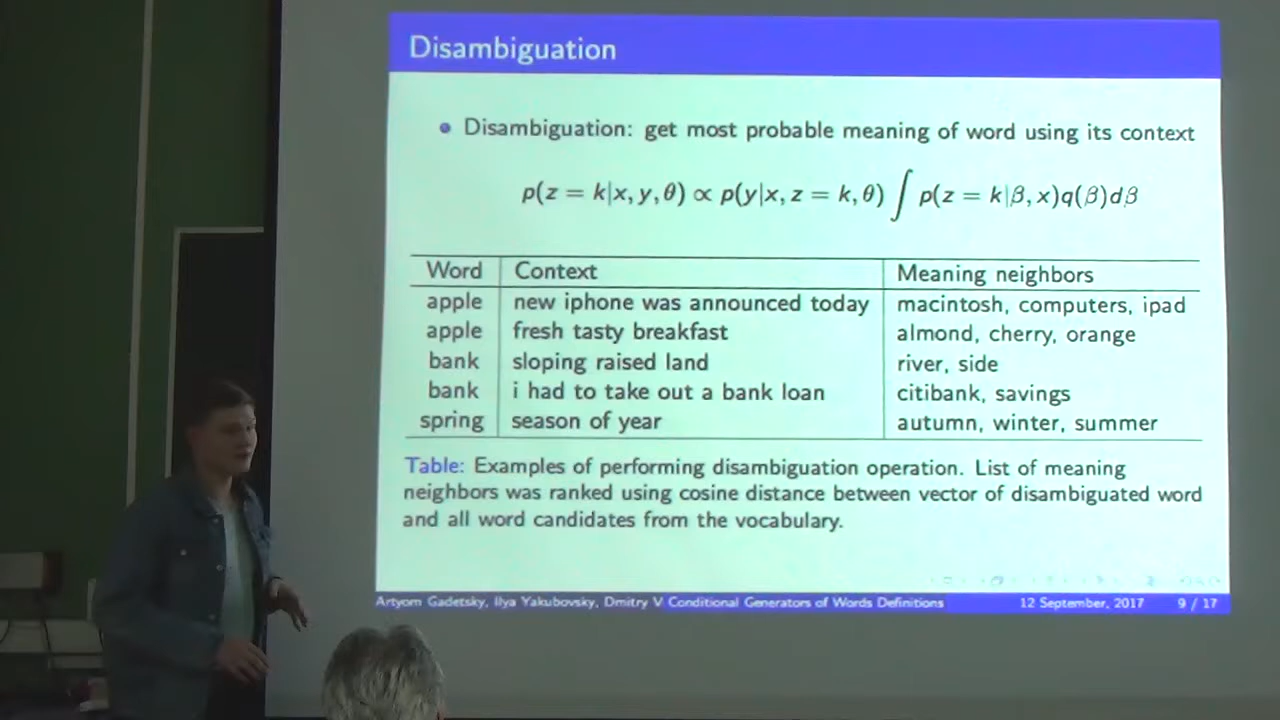 Disambiguation
Disambiguation: get most probable meaning of word using its context
p(z = k|x, y, θ) ∝ p(y|x, z = k, θ) ∫ p(z = k|β, x)q(β)dβ
Word Context Meaning neighbors
apple new iphone was announced today macintosh, computers, ipad
apple fresh tasty breakfast almond, cherry, orange
bank sloping raised land river, side
bank i had to take out a bank loan citibank, savings
spring season of year autumn, winter, summer
Table: Examples of performing disambiguation operation. List of meaning
neighbors was ranked using cosine distance between vector of disambiguated word
and all word candidates from the vocabulary.
Artyom Gadetsky, Ilya Yakubovsky, Dmitry V Conditional Generators of Words Definitions 12 September, 2017 9 / 17